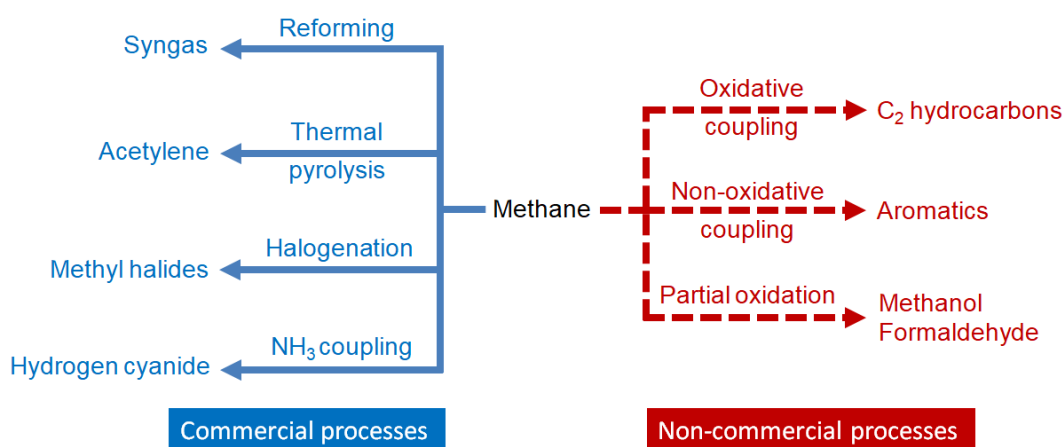 Reforming
Syngas
Thermal
Acetylene
pyrolysis
Halogenation
Methyl halides
NH₃ coupling
Hydrogen cyanide
Commercial processes
Methane
Oxidative
coupling
C₂ hydrocarbons
Non-oxidative
coupling
Aromatics
Partial oxidation
Methanol
Formaldehyde
Non-commercial processes